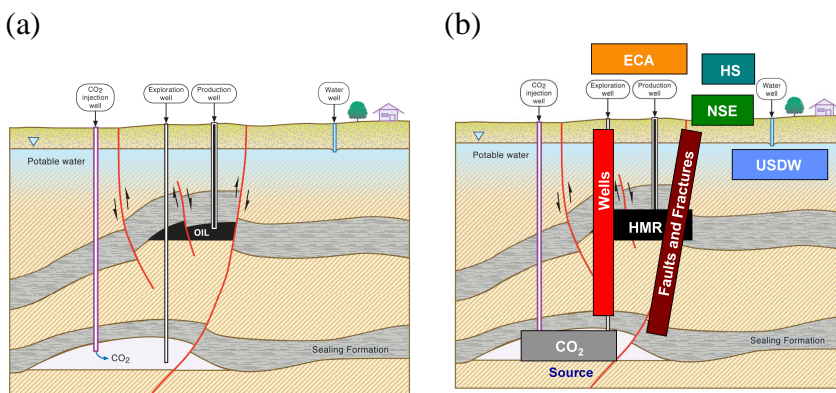 (a)
CO2
injection
well
Exploration
well
Production
well
Water
well
Potable water
OIL
CO2
Sealing Formation
(b)
ECA
HS
CO2
injection
well
Exploration
well
Production
well
NSE
Water
well
Potable water
USDW
Wells
HMR
Faults and Fractures
CO2
Sealing Formation
Source